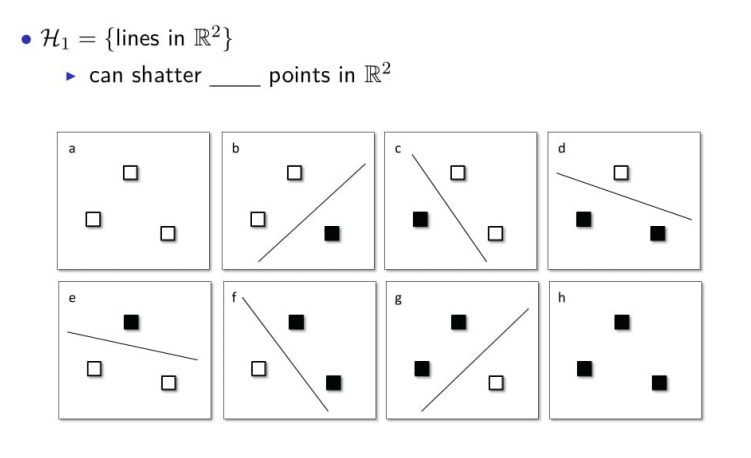 • ℋ₁ = {lines in ℝ²}
▶ can shatter ____ points in ℝ²
a
b
c
d
e
f
g
h